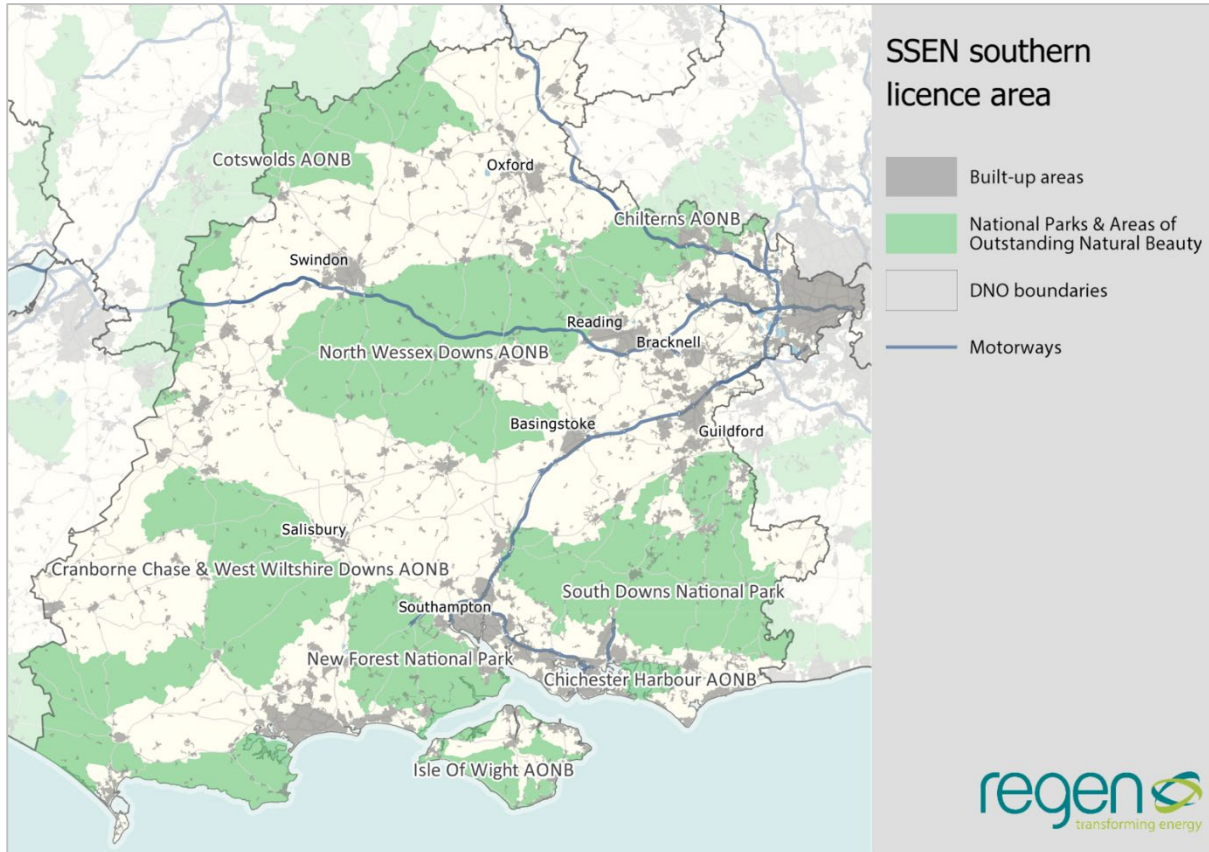 SSEN southern
licence area
Built-up areas
National Parks & Areas of
Outstanding Natural Beauty
DNO boundaries
Motorways
Cotswolds AONB
Oxford
Chilterns AONB
Swindon
Reading
Bracknell
North Wessex Downs AONB
Basingstoke
Guildford
Salisbury
Cranborne Chase & West Wiltshire Downs AONB
South Downs National Park
Southampton
New Forest National Park
Chichester Harbour AONB
Isle Of Wight AONB
regen
transforming energy